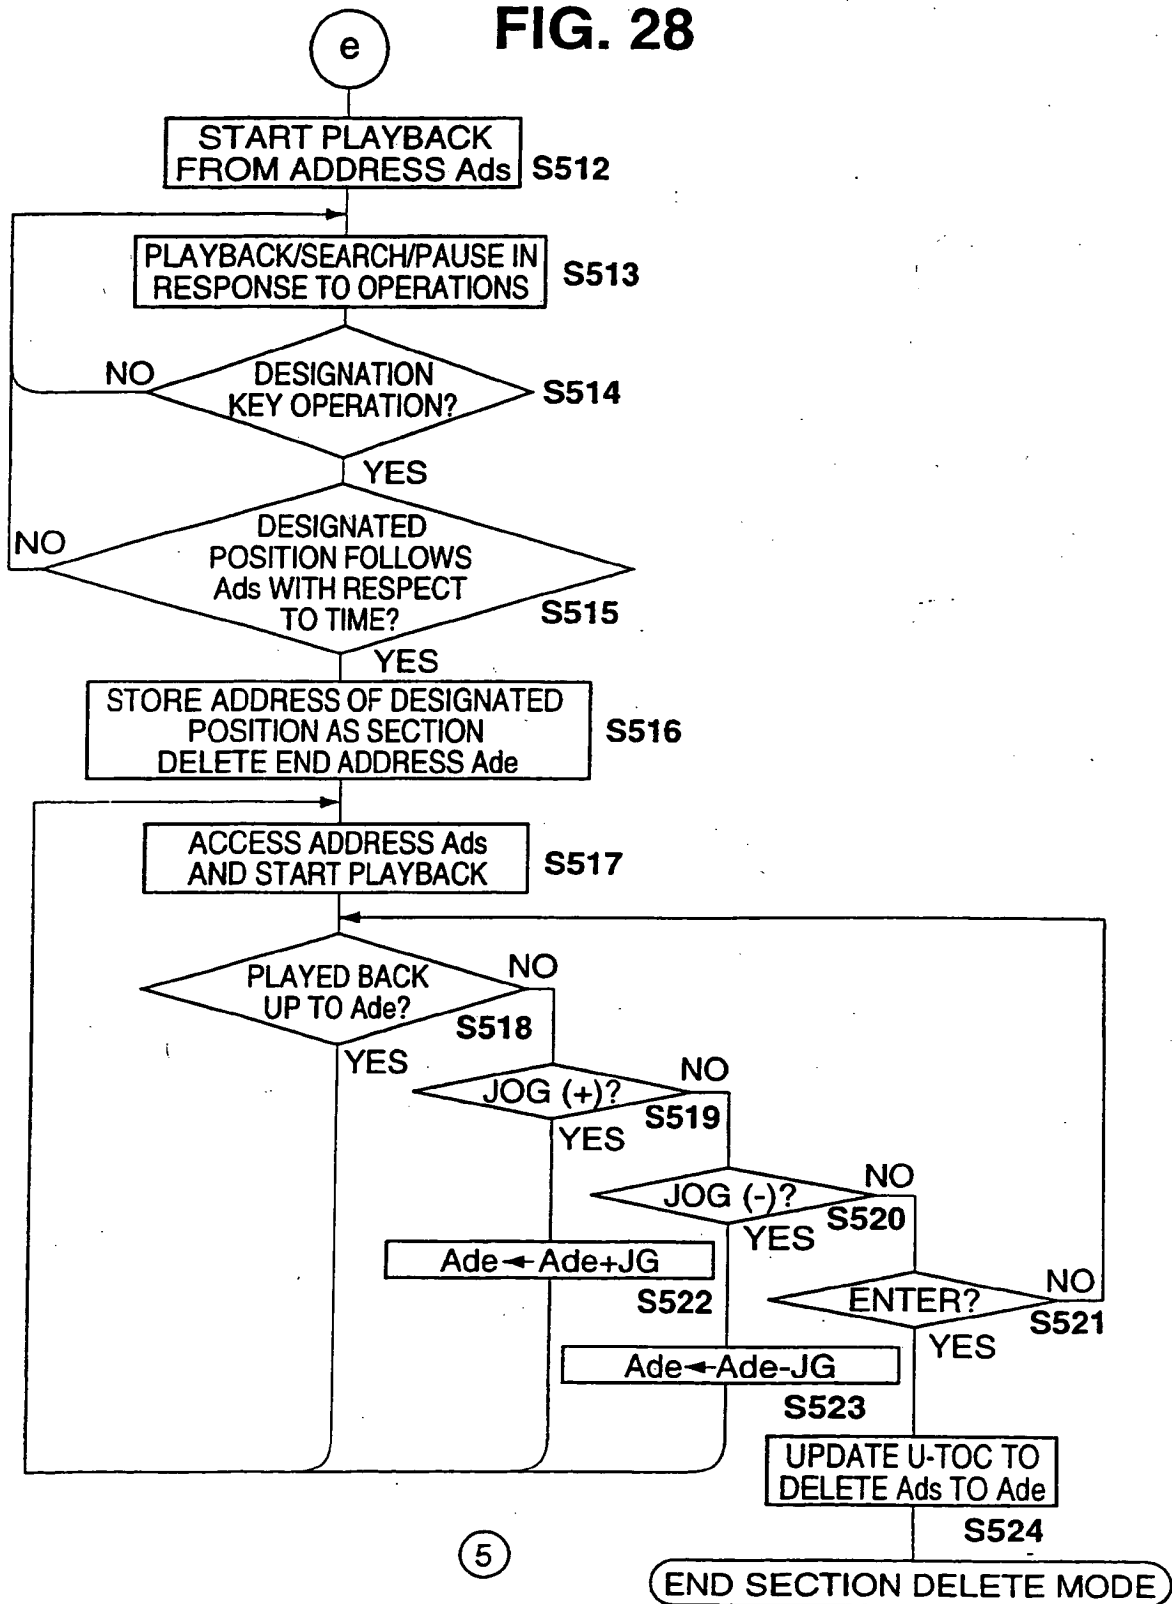 FIG. 28
e
START PLAYBACK
FROM ADDRESS Ads
S512
PLAYBACK/SEARCH/PAUSE IN
RESPONSE TO OPERATIONS
S513
NO
DESIGNATION
KEY OPERATION?
S514
YES
NO
DESIGNATED
POSITION FOLLOWS
Ads WITH RESPECT
TO TIME?
S515
YES
STORE ADDRESS OF DESIGNATED
POSITION AS SECTION
DELETE END ADDRESS Ade
S516
ACCESS ADDRESS Ads
AND START PLAYBACK
S517
PLAYED BACK
UP TO Ade?
NO
S518
YES
JOG (+)?
NO
S519
YES
JOG (-)?
NO
S520
YES
Ade←Ade+JG
S522
ENTER?
NO
S521
YES
Ade←Ade-JG
S523
UPDATE U-TOC TO
DELETE Ads TO Ade
S524
5
END SECTION DELETE MODE